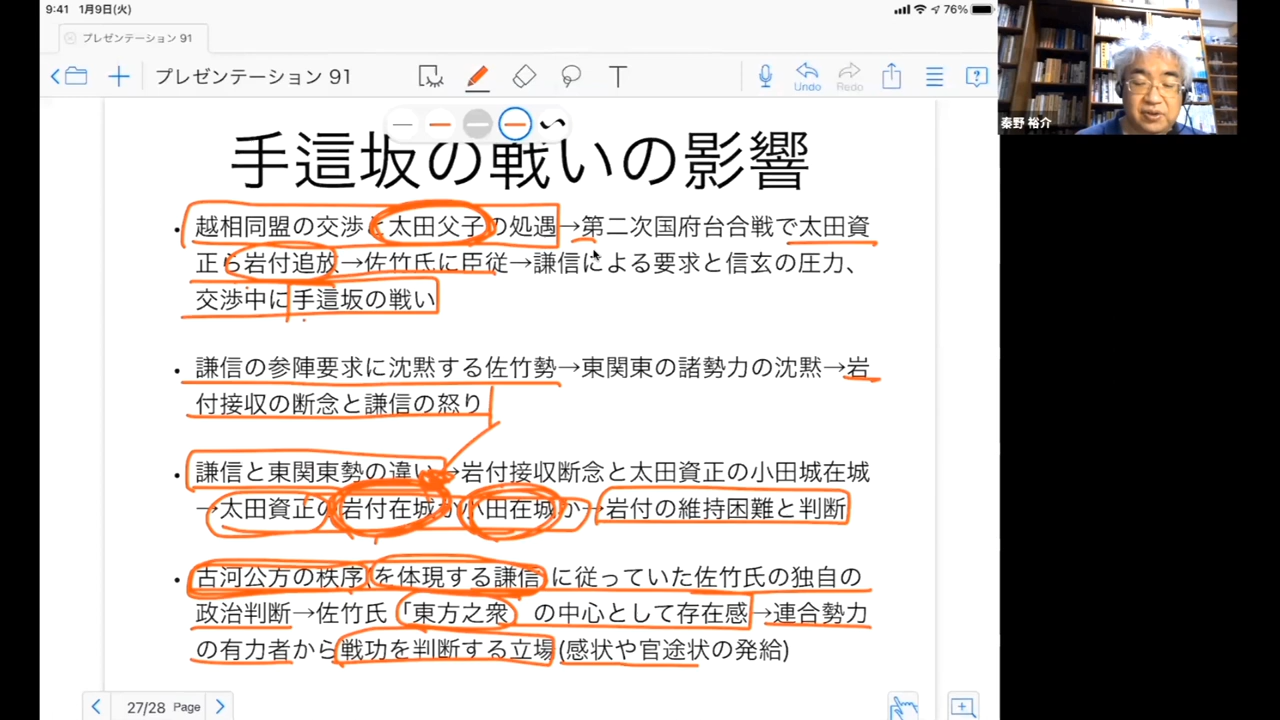 9:41 1月9日(火)
76%
プレゼンテーション 91
プレゼンテーション 91
T
Undo
Redo
秦野 裕介
手這坂の戦いの影響
・越相同盟の交渉と太田父子の処遇→第二次国府台合戦で太田資
正ら岩付追放→佐竹氏に臣従→謙信による要求と信玄の圧力、
交渉中に手這坂の戦い
・謙信の参陣要求に沈黙する佐竹勢→東関東の諸勢力の沈黙→岩
付接収の断念と謙信の怒り
・謙信と東関東勢の違い→岩付接収断念と太田資正の小田城在城
→太田資正の岩付在城か小田在城か→岩付の維持困難と判断
・古河公方の秩序を体現する謙信に従っていた佐竹氏の独自の
政治判断→佐竹氏「東方之衆」の中心として存在感→連合勢力
の有力者から戦功を判断する立場(感状や官途状の発給)
27/28 Page